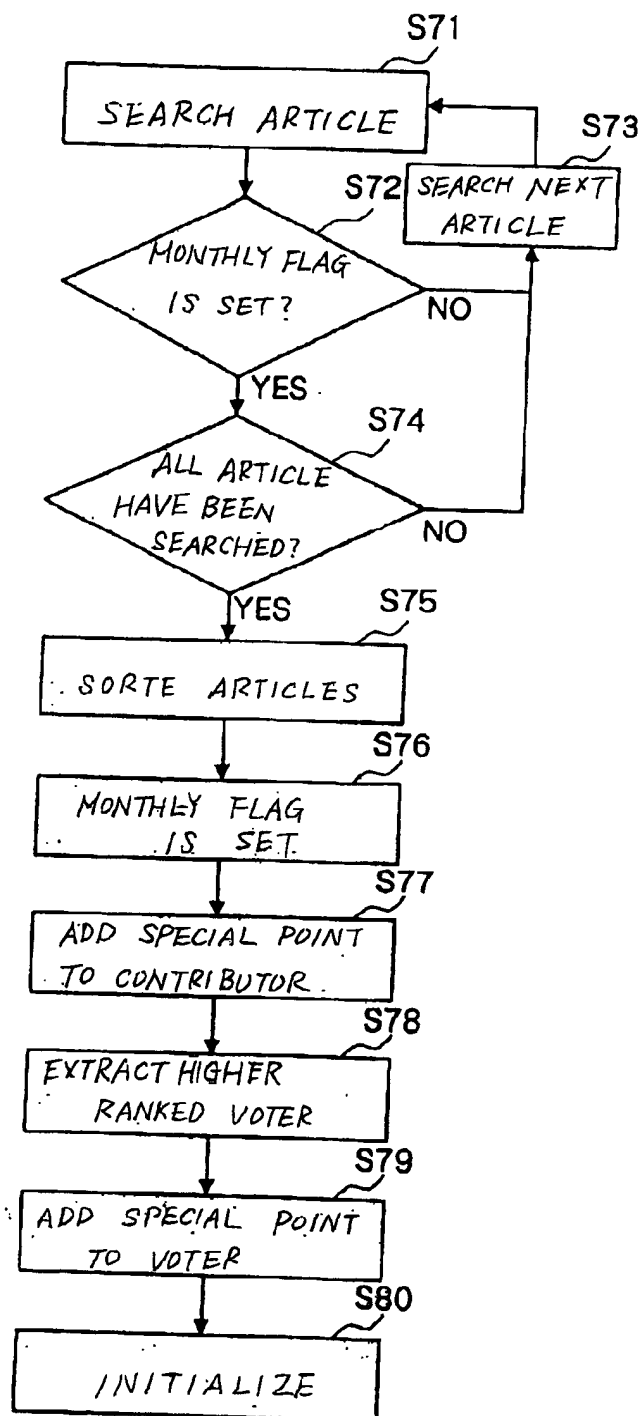 S71
SEARCH ARTICLE
S73
SEARCH NEXT
ARTICLE
S72
MONTHLY FLAG
IS SET?
NO
YES
S74
ALL ARTICLE
HAVE BEEN
SEARCHED?
NO
YES
S75
SORTE ARTICLES
S76
MONTHLY FLAG
IS SET
S77
ADD SPECIAL POINT
TO CONTRIBUTOR
S78
EXTRACT HIGHER
RANKED VOTER
S79
ADD SPECIAL POINT
TO VOTER
S80
INITIALIZE